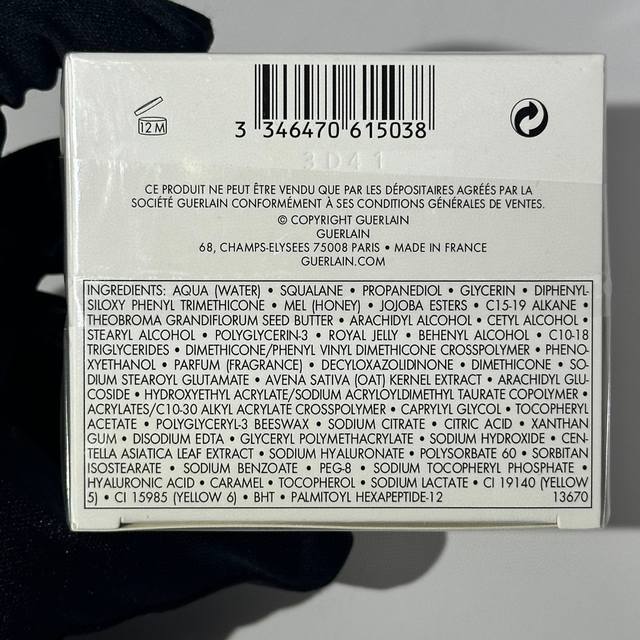 12 M
3 346470 615038
3D41
CE PRODUIT NE PEUT ÊTRE VENDU QUE PAR LES DÉPOSITAIRES AGRÉÉS PAR LA
SOCIÉTÉ GUERLAIN CONFORMÉMENT À SES CONDITIONS GÉNÉRALES DE VENTES.
© COPYRIGHT GUERLAIN
GUERLAIN
68, CHAMPS-ELYSEES 75008 PARIS • MADE IN FRANCE
GUERLAIN.COM
INGREDIENTS: AQUA (WATER) • SQUALANE • PROPANEDIOL • GLYCERIN • DIPHENYL-
SILOXY PHENYL TRIMETHICONE • MEL (HONEY) • JOJOBA ESTERS • C15-19 ALKANE •
THEOBROMA GRANDIFLORUM SEED BUTTER • ARACHIDYL ALCOHOL • CETYL ALCOHOL •
STEARYL ALCOHOL • POLYGLYCERIN-3 • ROYAL JELLY • BEHENYL ALCOHOL • C10-18
TRIGLYCERIDES • DIMETHICONE/PHENYL VINYL DIMETHICONE CROSSPOLYMER • PHENO-
XYETHANOL • PARFUM (FRAGRANCE) • DECYLOXAZOLIDINONE • DIMETHICONE • SO-
DIUM STEAROYL GLUTAMATE • AVENA SATIVA (OAT) KERNEL EXTRACT • ARACHIDYL GLU-
COSIDE • HYDROXYETHYL ACRYLATE/SODIUM ACRYLOYLDIMETHYL TAURATE COPOLYMER •
ACRYLATES/C10-30 ALKYL ACRYLATE CROSSPOLYMER • CAPRYLYL GLYCOL • TOCOPHERYL
ACETATE • POLYGLYCERYL-3 BEESWAX • SODIUM CITRATE • CITRIC ACID • XANTHAN
GUM • DISODIUM EDTA • GLYCERYL POLYMETHACRYLATE • SODIUM HYDROXIDE • CEN-
TELLA ASIATICA LEAF EXTRACT • SODIUM HYALURONATE • POLYSORBATE 60 • SORBITAN
ISOSTEARATE • SODIUM BENZOATE • PEG-8 • SODIUM TOCOPHERYL PHOSPHATE •
HYALURONIC ACID • CARAMEL • TOCOPHEROL • SODIUM LACTATE • CI 19140 (YELLOW
5) • CI 15985 (YELLOW 6) • BHT • PALMITOYL HEXAPEPTIDE-12 13670